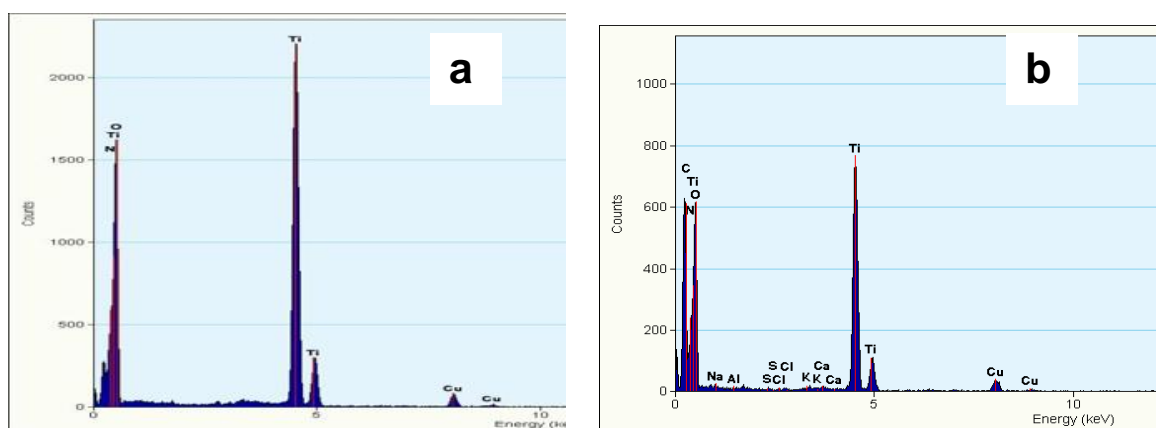 a
Ti
2000
O
Ti
N
1500
Counts
1000
500
Ti
Cu
Cu
0
0
5
10
Energy (keV)
b
1000
800
Ti
C
Ti
O
N
600
Counts
400
200
Ti
Ca
S Cl
Cu
Na
Al
S Cl
K K
Ca
Cu
0
0
5
10
Energy (keV)